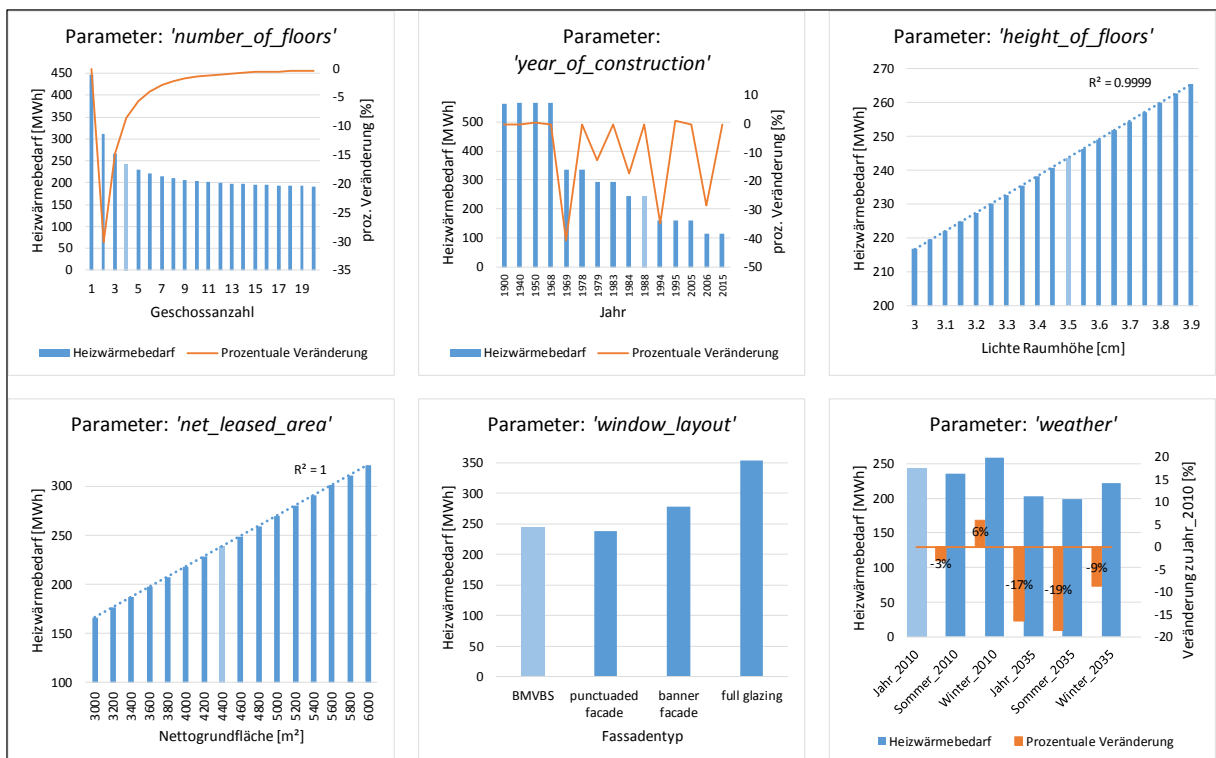 Parameter: 'number_of_floors'
Heizwärmebedarf [MWh]
450
400
350
300
250
200
150
100
50
0
0
-5
-10
-15
-20
-25
-30
-35
proz. Veränderung [%]
1 3 5 7 9 11 13 15 17 19
Geschossanzahl
Heizwärmebedarf Prozentuale Veränderung
Parameter:
'year_of_construction'
Heizwärmebedarf [MWh]
500
400
300
200
100
0
10
0
-10
-20
-30
-40
-50
proz. Veränderung [%]
1900 1940 1950 1968 1969 1978 1979 1983 1984 1988 1994 1995 2005 2006 2015
Jahr
Heizwärmebedarf Prozentuale Veränderung
Parameter: 'height_of_floors'
Heizwärmebedarf [MWh]
270
260
250
240
230
220
210
200
R² = 0.9999
3 3.1 3.2 3.3 3.4 3.5 3.6 3.7 3.8 3.9
Lichte Raumhöhe [cm]
Parameter: 'net_leased_area'
Heizwärmebedarf [MWh]
300
250
200
150
100
R² = 1
3000 3200 3400 3600 3800 4000 4200 4400 4600 4800 5000 5200 5400 5600 5800 6000
Nettogrundfläche [m²]
Parameter: 'window_layout'
Heizwärmebedarf [MWh]
350
300
250
200
150
100
50
0
BMVBS punctuaded banner full glazing
facade facade
Fassadentyp
Parameter: 'weather'
Heizwärmebedarf [MWh]
250
200
150
100
50
0
20
15
10
5
0
-5
-10
-15
-20
Veränderung zu Jahr_2010 [%]
-3%
6%
-17%
-19%
-9%
Jahr_2010 Sommer_2010 Winter_2010 Jahr_2035 Sommer_2035 Winter_2035
Heizwärmebedarf Prozentuale Veränderung